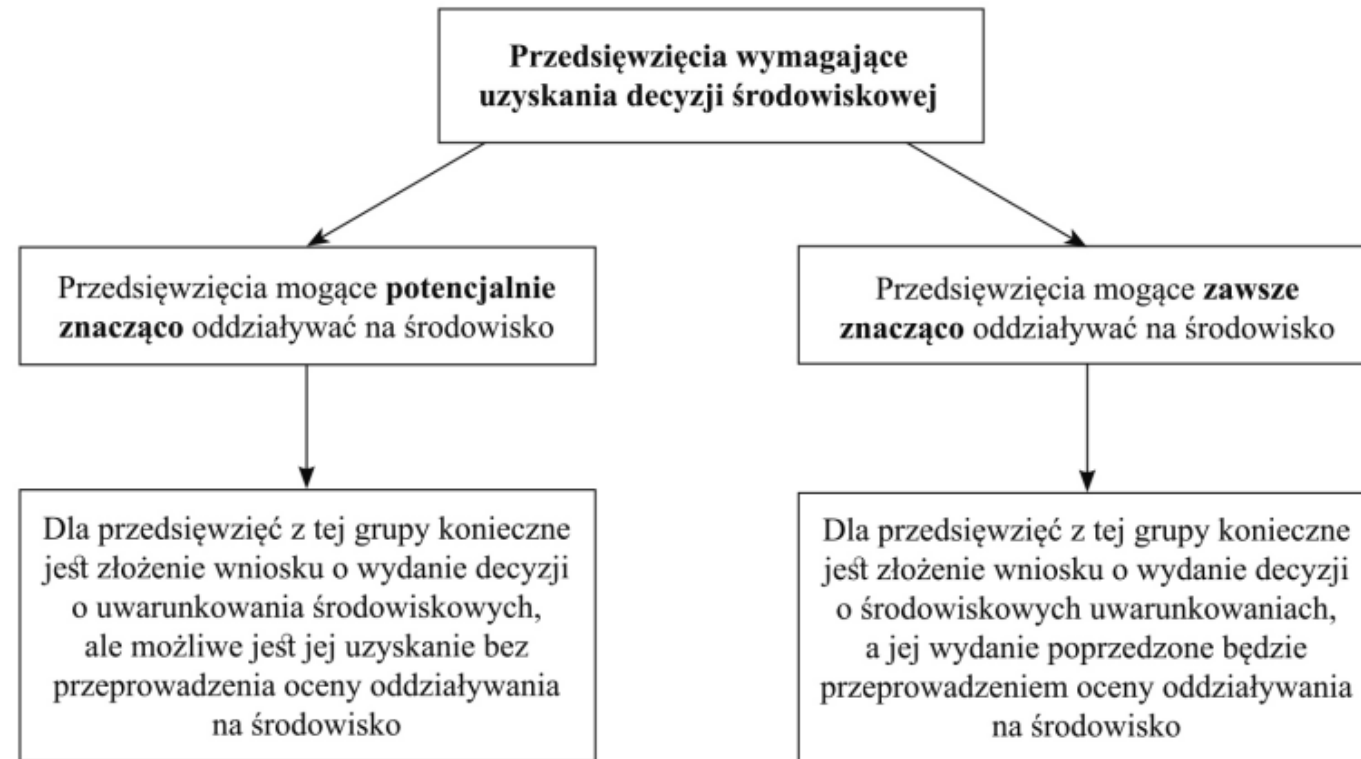 Przedsięwzięcia wymagające
uzyskania decyzji środowiskowej
Przedsięwzięcia mogące potencjalnie
znacząco oddziaływać na środowisko
Przedsięwzięcia mogące zawsze
znacząco oddziaływać na środowisko
Dla przedsięwzięć z tej grupy konieczne
jest złożenie wniosku o wydanie decyzji
o uwarunkowania środowiskowych,
ale możliwe jest jej uzyskanie bez
przeprowadzenia oceny oddziaływania
na środowisko
Dla przedsięwzięć z tej grupy konieczne
jest złożenie wniosku o wydanie decyzji
o środowiskowych uwarunkowaniach,
a jej wydanie poprzedzone będzie
przeprowadzeniem oceny oddziaływania
na środowisko